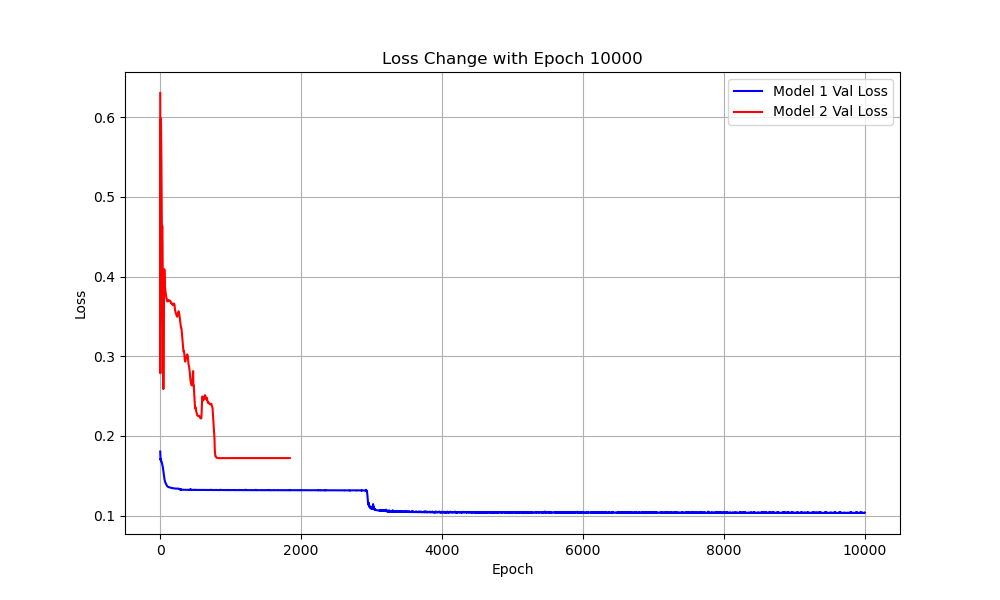 Loss Change with Epoch 10000
Model 1 Val Loss
Model 2 Val Loss
0.6
0.5
0.4
0.3
0.2
0.1
Loss
0 2000 4000 6000 8000 10000
Epoch